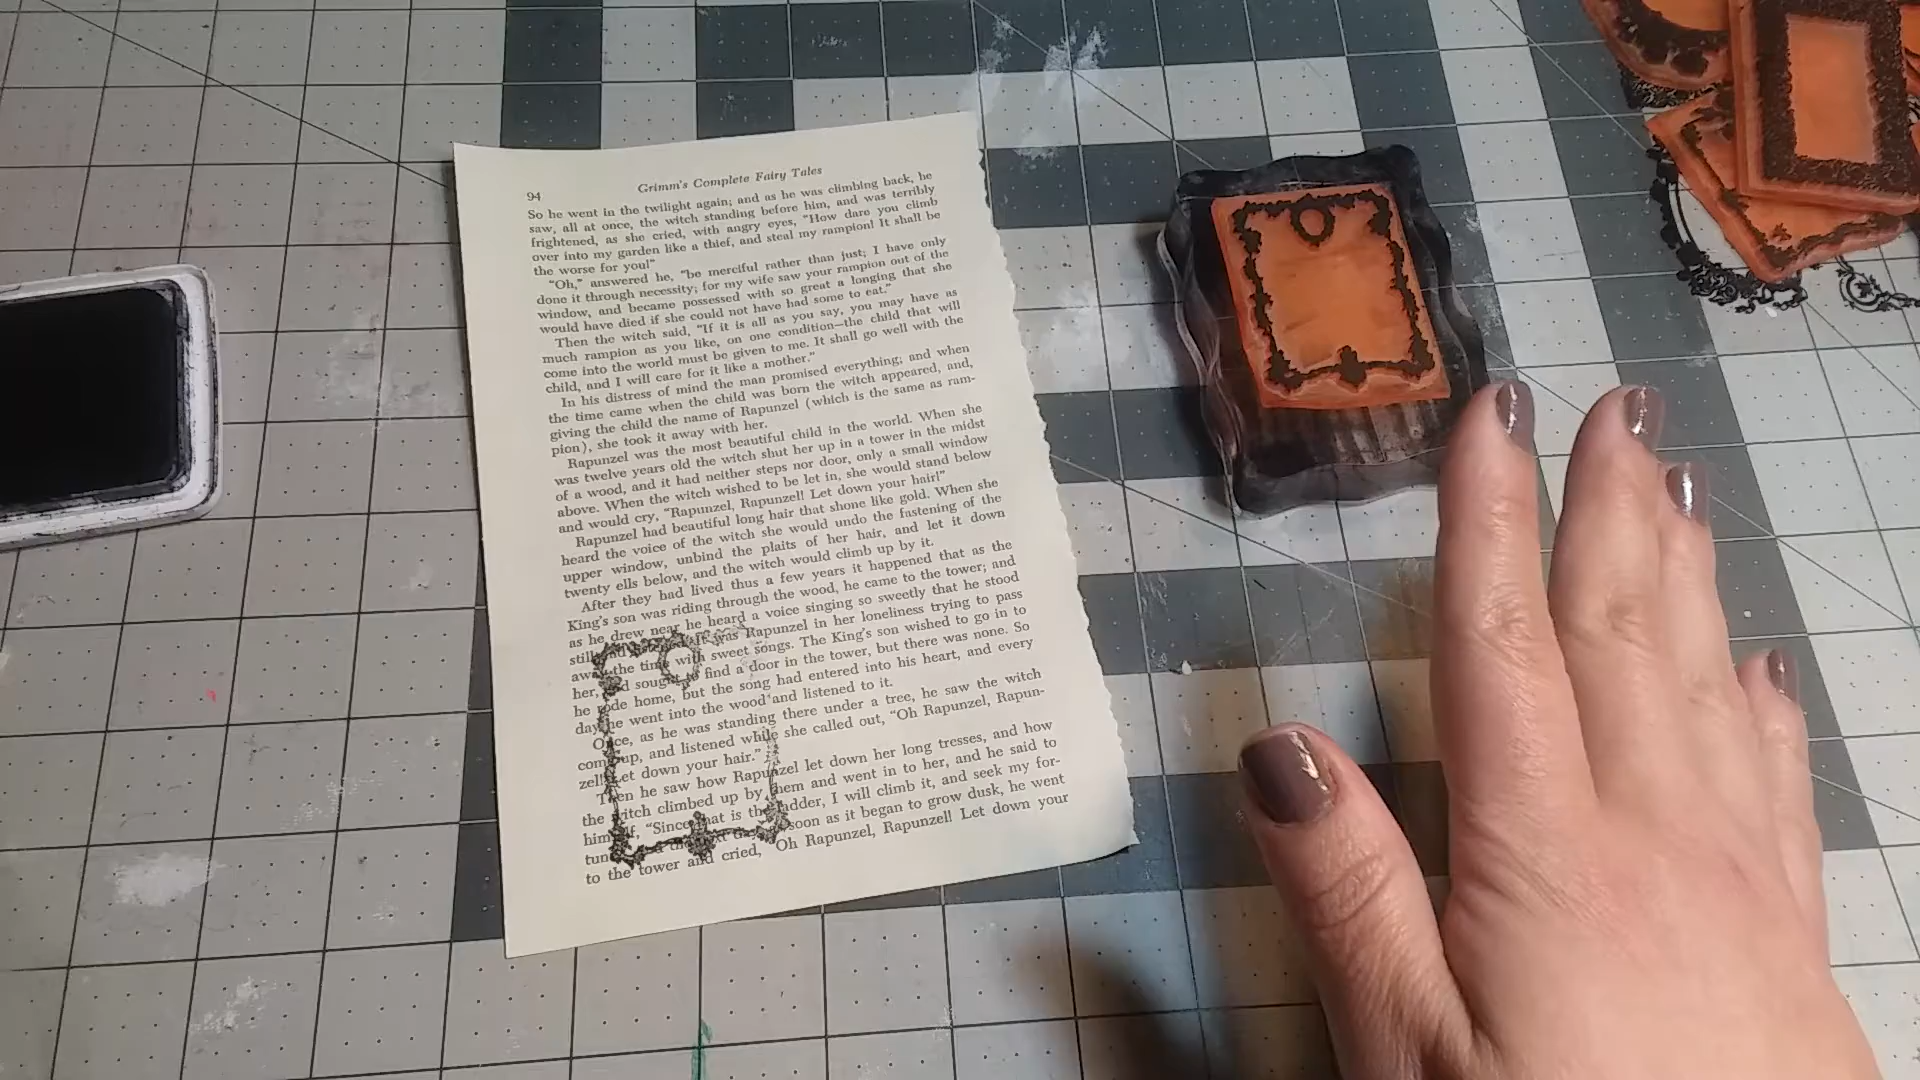 94
Grimm's Complete Fairy Tales
So he went in the twilight again; and as he was climbing back, he
saw, all at once, the witch standing before him, and was terribly
frightened, as she cried, with angry eyes, "How dare you climb
over into my garden like a thief, and steal my rampion! It shall be
the worse for you!"
"Oh," answered he, "be merciful rather than just; I have only
done it through necessity; for my wife saw your rampion out of the
window, and became possessed with so great a longing that she
would have died if she could not have had some to eat."
Then the witch said, "If it is all as you say, you may have as
much rampion as you like, on one condition—the child that will
come into the world must be given to me. It shall go well with the
child, and I will care for it like a mother."
In his distress of mind the man promised everything; and when
the time came when the child was born the witch appeared, and,
giving the child the name of Rapunzel (which is the same as ram-
pion), she took it away with her.
Rapunzel was the most beautiful child in the world. When she
was twelve years old the witch shut her up in a tower in the midst
of a wood, and it had neither steps nor door, only a small window
above. When the witch wished to be let in, she would stand below
and would cry, "Rapunzel, Rapunzel! Let down your hair!"
Rapunzel had beautiful long hair that shone like gold. When she
heard the voice of the witch she would undo the fastening of the
upper window, unbind the plaits of her hair, and let it down
twenty ells below, and the witch would climb up by it.
After they had lived thus a few years it happened that as the
King's son was riding through the wood, he came to the tower; and
as he drew near he heard a voice singing so sweetly that he stood
still and listened. It was Rapunzel in her loneliness trying to pass
away the time with sweet songs. The King's son wished to go in to
her, and sought to find a door in the tower, but there was none. So
he rode home, but the song had entered into his heart, and every
day he went into the wood and listened to it.
Once, as he was standing there under a tree, he saw the witch
come up, and listened while she called out, "Oh Rapunzel, Rapun-
zel! Let down your hair."
Then he saw how Rapunzel let down her long tresses, and how
the witch climbed up by them and went in to her, and he said to
himself, "Since that is the ladder, I will climb it, and seek my for-
tune." And the next day, as soon as it began to grow dusk, he went
to the tower and cried, "Oh Rapunzel, Rapunzel! Let down your